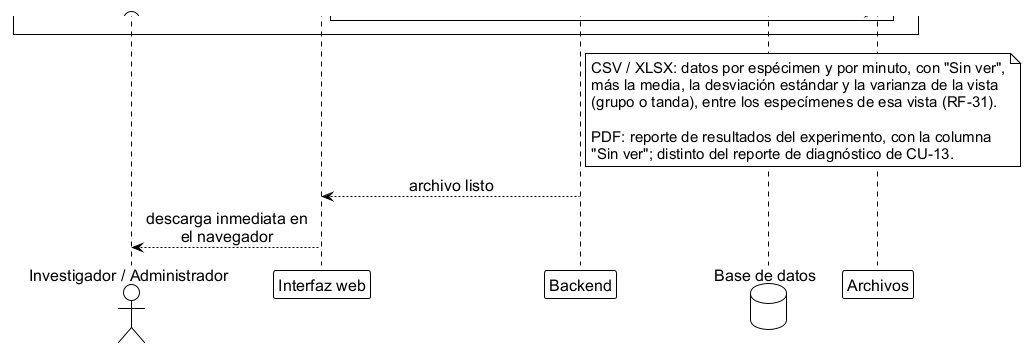 CSV / XLSX: datos por espécimen y por minuto, con "Sin ver",
más la media, la desviación estándar y la varianza de la vista
(grupo o tanda), entre los especímenes de esa vista (RF-31).
PDF: reporte de resultados del experimento, con la columna
"Sin ver"; distinto del reporte de diagnóstico de CU-13.
archivo listo
descarga inmediata en
el navegador
Investigador / Administrador
Interfaz web
Backend
Base de datos
Archivos